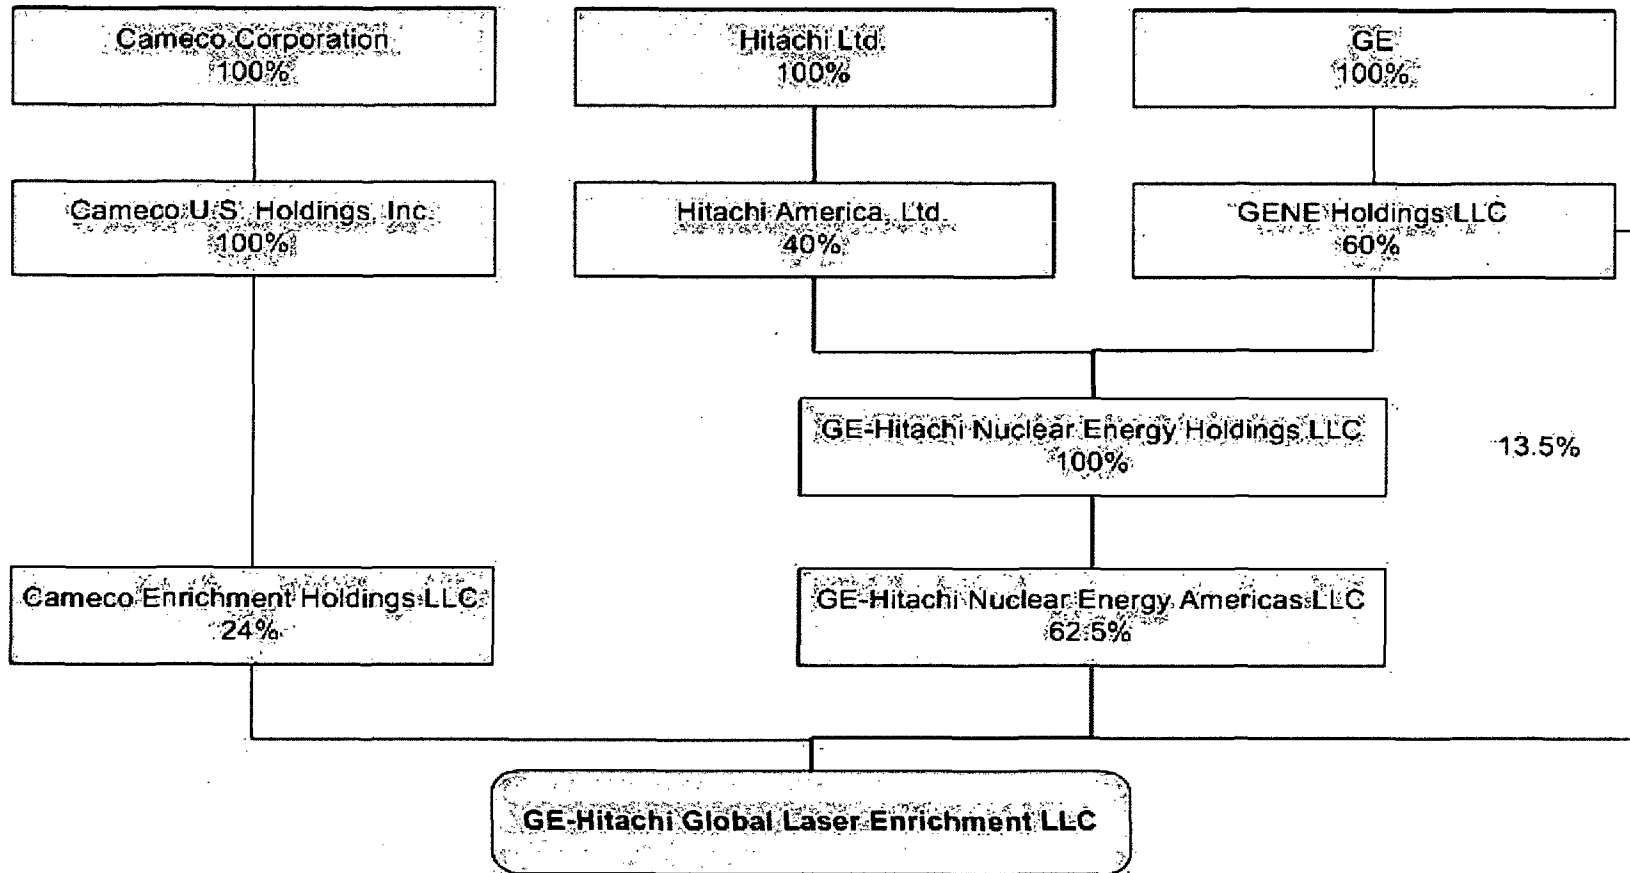 Cameco Corporation
100%
Hitachi Ltd.
100%
GE
100%
Cameco U.S. Holdings, Inc.
100%
Hitachi America, Ltd.
40%
GENE Holdings LLC
60%
GE-Hitachi Nuclear Energy Holdings LLC
100%
13.5%
Cameco Enrichment Holdings LLC
24%
GE-Hitachi Nuclear Energy Americas LLC
62.5%
GE-Hitachi Global Laser Enrichment LLC